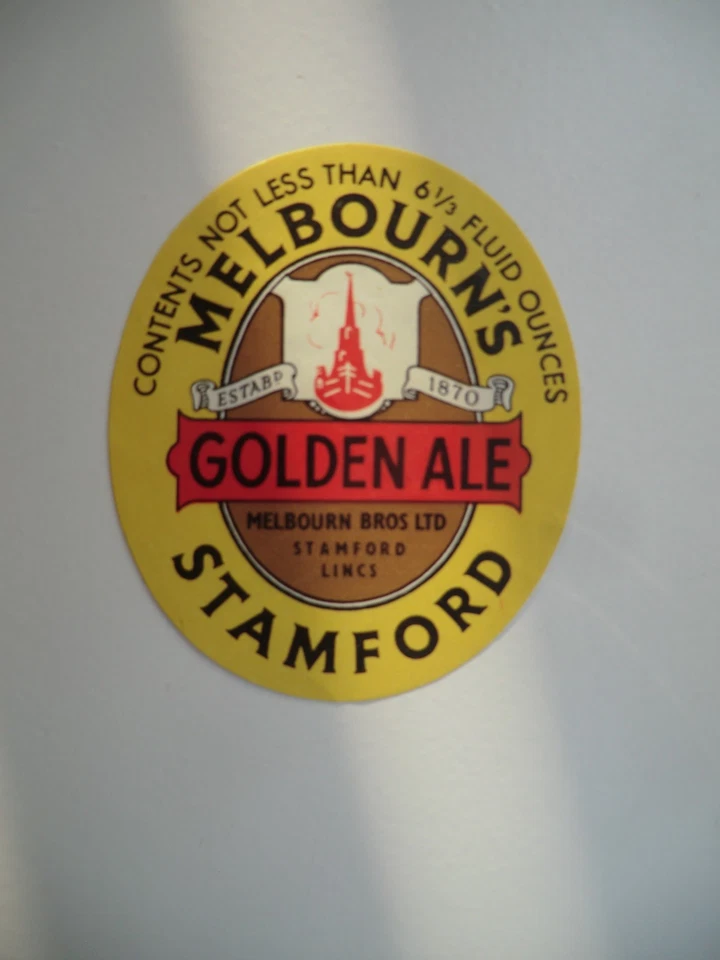 CONTENTS NOT LESS THAN 6⅓ FLUID OUNCES
MELBOURN'S
ESTABD 1870
GOLDEN ALE
MELBOURN BROS LTD
STAMFORD
LINCS
STAMFORD